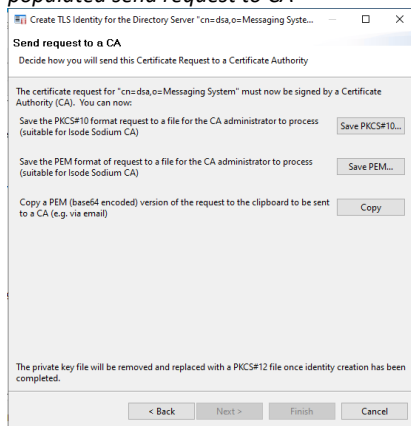 populated send request to CA
Create TLS Identity for the Directory Server "cn=dsa,o=Messaging Syste...
Send request to a CA
Decide how you will send this Certificate Request to a Certificate Authority
The certificate request for "cn=dsa,o=Messaging System" must now be signed by a Certificate
Authority (CA). You can now:
Save the PKCS#10 format request to a file for the CA administrator to process
(suitable for Isode Sodium CA)
Save PKCS#10...
Save the PEM format of request to a file for the CA administrator to process
(suitable for Isode Sodium CA)
Save PEM...
Copy a PEM (base64 encoded) version of the request to the clipboard to be sent
to a CA (e.g. via email)
Copy
The private key file will be removed and replaced with a PKCS#12 file once identity creation has been
completed.
< Back
Next >
Finish
Cancel